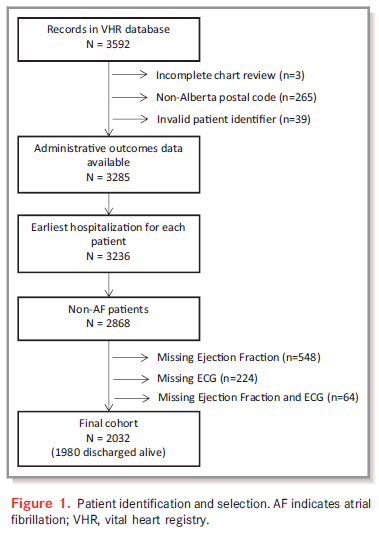 Records in VHR database
N = 3592
Incomplete chart review (n=3)
Non-Alberta postal code (n=265)
Invalid patient identifier (n=39)
Administrative outcomes data
available
N = 3285
Earliest hospitalization for each
patient
N = 3236
Non-AF patients
N = 2868
Missing Ejection Fraction (n=548)
Missing ECG (n=224)
Missing Ejection Fraction and ECG (n=64)
Final cohort
N = 2032
(1980 discharged alive)
Figure 1. Patient identification and selection. AF indicates atrial
fibrillation; VHR, vital heart registry.